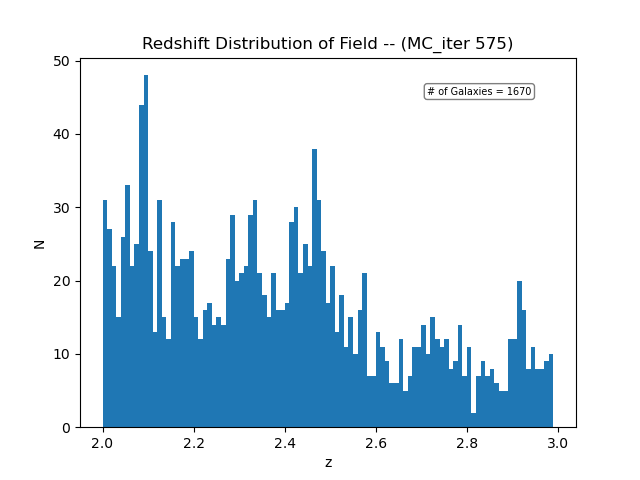 Redshift Distribution of Field -- (MC_iter 575)
# of Galaxies = 1670
50
40
30
20
10
0
N
2.0 2.2 2.4 2.6 2.8 3.0
z